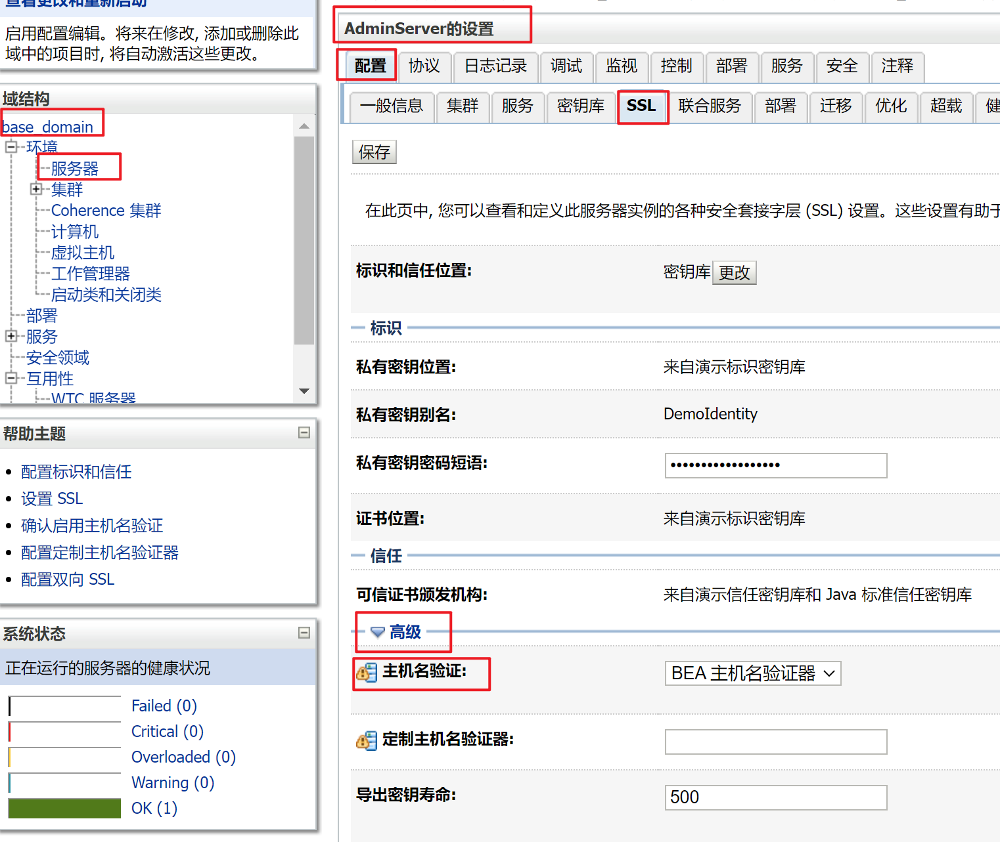 查看更改和重新启动
启用配置编辑。将来在修改, 添加或删除此
域中的项目时, 将自动激活这些更改。
域结构
base_domain
环境
服务器
集群
Coherence 集群
计算机
虚拟主机
工作管理器
启动类和关闭类
部署
服务
安全领域
互用性
WTC 服务器
帮助主题
配置标识和信任
设置 SSL
确认启用主机名验证
配置定制主机名验证器
配置双向 SSL
系统状态
正在运行的服务器的健康状况
Failed (0)
Critical (0)
Overloaded (0)
Warning (0)
OK (1)
AdminServer的设置
配置 协议 日志记录 调试 监视 控制 部署 服务 安全 注释
一般信息 集群 服务 密钥库 SSL 联合服务 部署 迁移 优化 超载 健
保存
在此页中, 您可以查看和定义此服务器实例的各种安全套接字层 (SSL) 设置。这些设置有助于
标识和信任位置: 密钥库 更改
标识
私有密钥位置: 来自演示标识密钥库
私有密钥别名: DemoIdentity
私有密钥密码短语: ••••••••••••••••••
证书位置: 来自演示标识密钥库
信任
可信证书颁发机构: 来自演示信任密钥库和 Java 标准信任密钥库
高级
主机名验证: BEA 主机名验证器
定制主机名验证器:
导出密钥寿命: 500